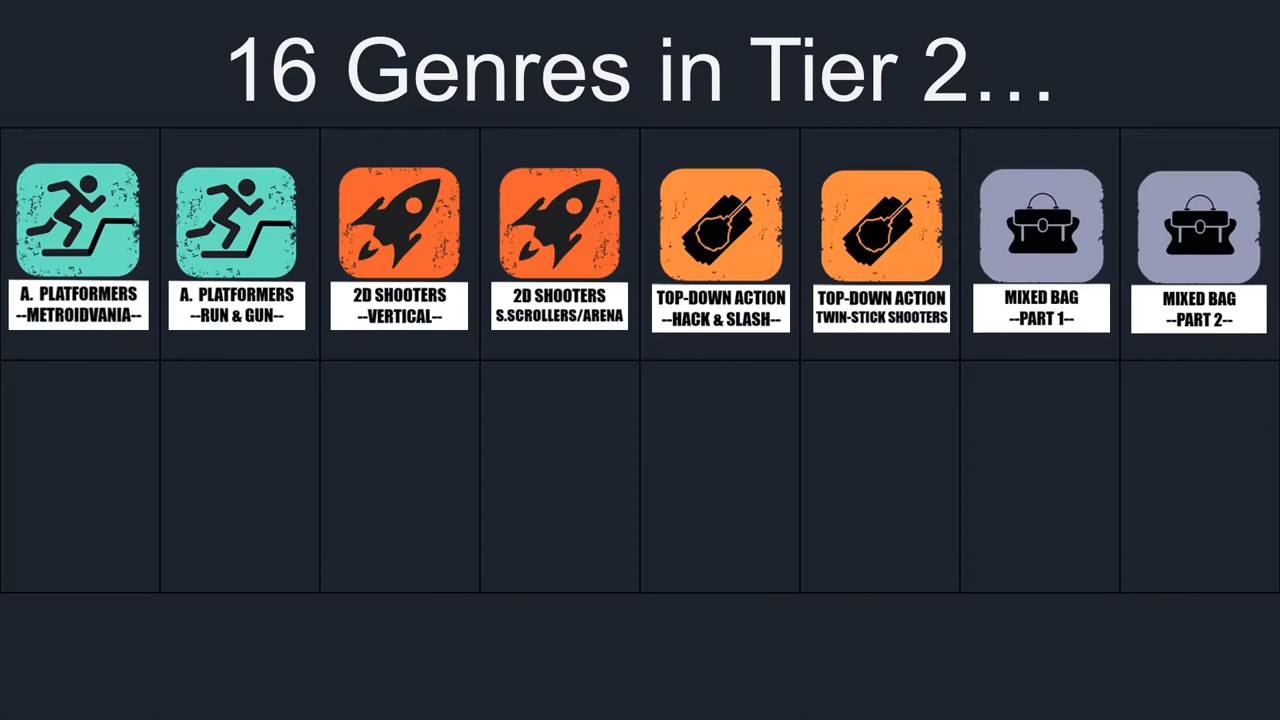 16 Genres in Tier 2...
A. PLATFORMERS
--METROIDVANIA--
A. PLATFORMERS
--RUN & GUN--
2D SHOOTERS
--VERTICAL--
2D SHOOTERS
S.SCROLLERS/ARENA
TOP-DOWN ACTION
--HACK & SLASH--
TOP-DOWN ACTION
TWIN-STICK SHOOTERS
MIXED BAG
--PART 1--
MIXED BAG
--PART 2--